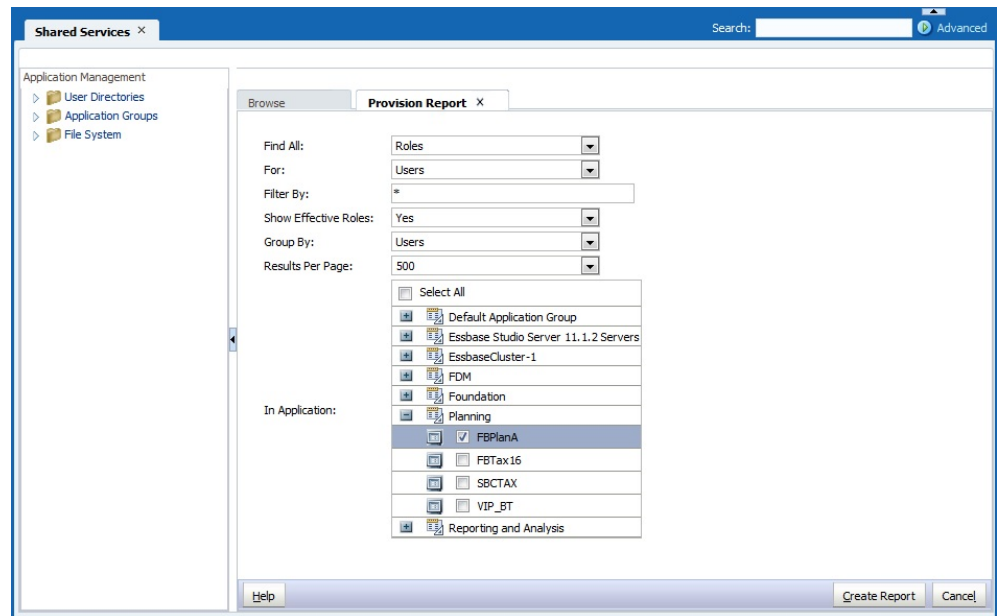 Shared Services ×
Search:
Advanced
Application Management
User Directories
Application Groups
File System
Browse
Provision Report ×
Find All: Roles
For: Users
Filter By: *
Show Effective Roles: Yes
Group By: Users
Results Per Page: 500
In Application:
Select All
Default Application Group
Essbase Studio Server 11.1.2 Servers
EssbaseCluster-1
FDM
Foundation
Planning
FBPlanA
FBTax16
SBCTAX
VIP_BT
Reporting and Analysis
Help
Create Report
Cancel